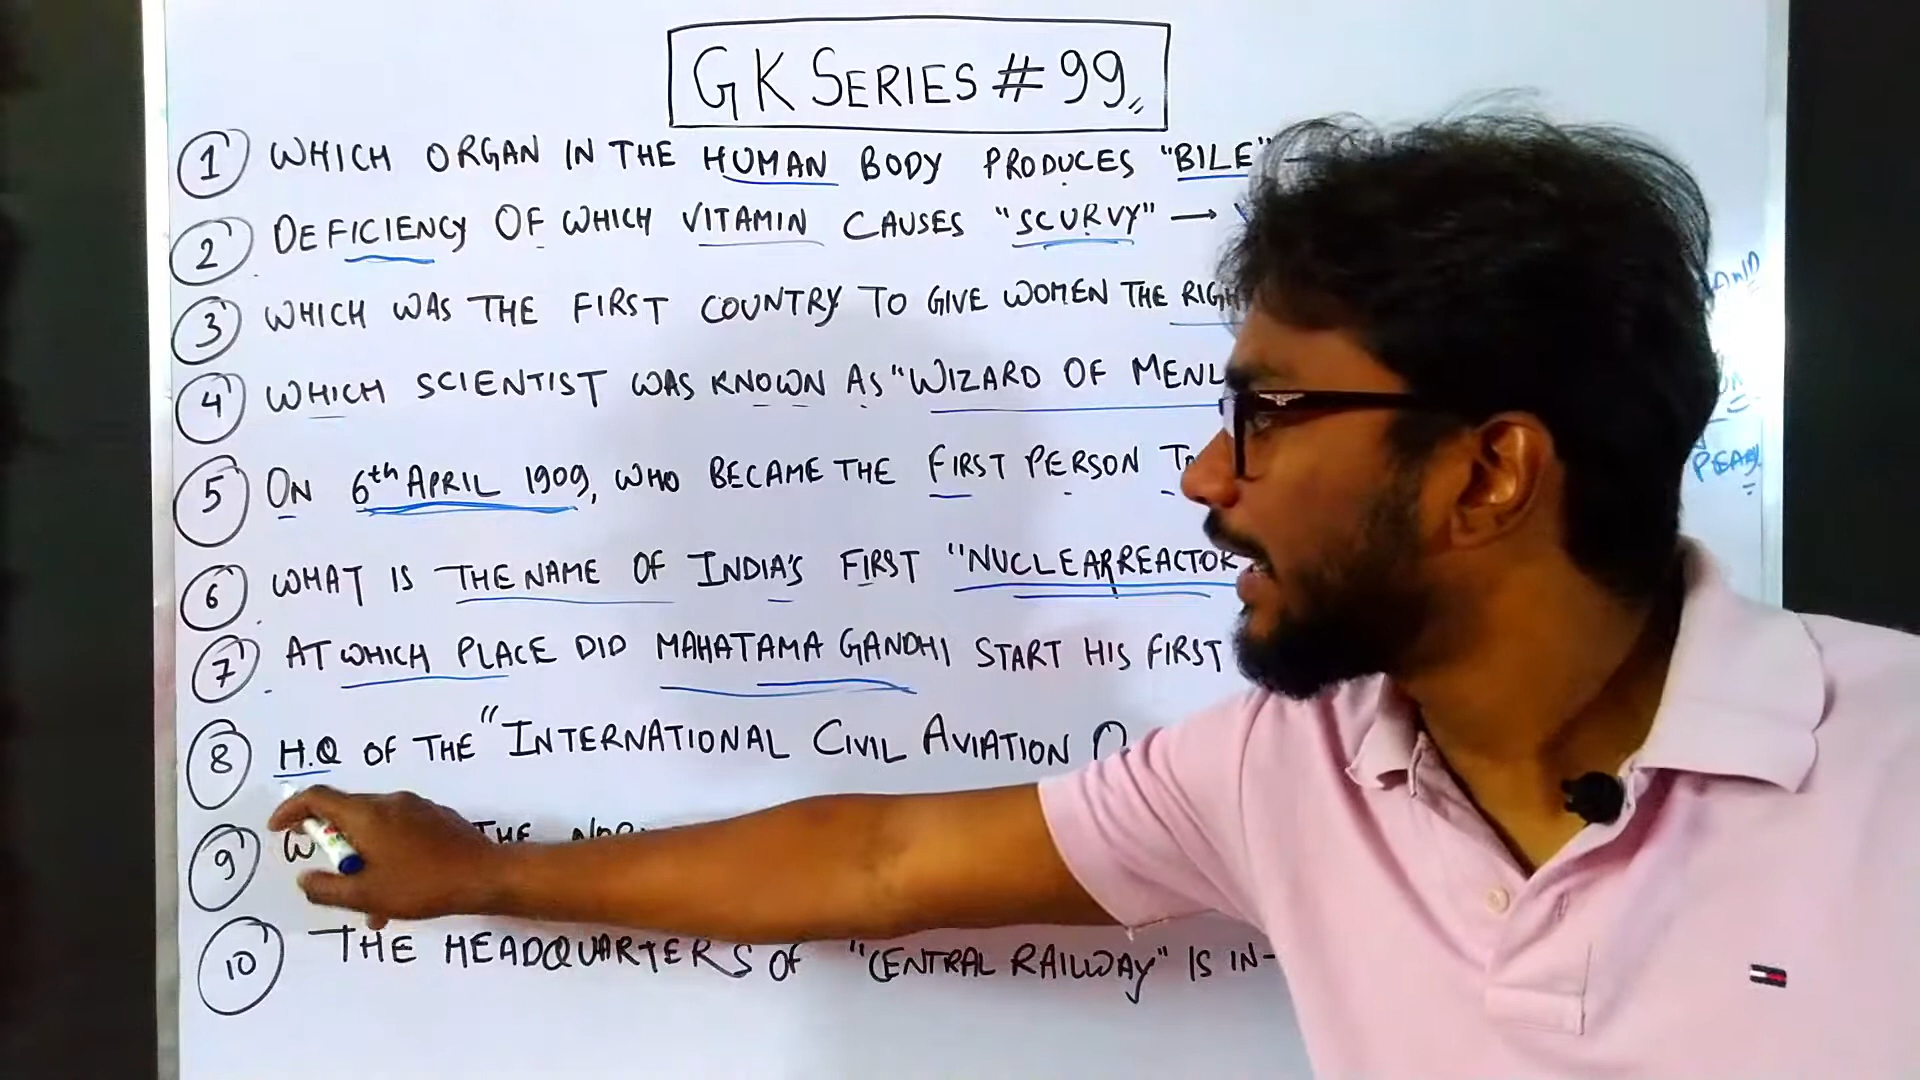 GK SERIES #99
1 WHICH ORGAN IN THE HUMAN BODY PRODUCES "BILE" -
2 DEFICIENCY OF WHICH VITAMIN CAUSES "SCURVY" →
3 WHICH WAS THE FIRST COUNTRY TO GIVE WOMEN THE
4 WHICH SCIENTIST WAS KNOWN AS "WIZARD OF
5 ON 6th APRIL 1909, WHO BECAME THE FIRST PERSON
PEARY
6 WHAT IS THE NAME OF INDIA'S FIRST "NUCLEARREACTOR
7 AT WHICH PLACE DID MAHATAMA GANDHI START HIS FIRST
8 H.Q OF THE "INTERNATIONAL CIVIL AVIATION
9 THE
10 THE HEADQUARTERS OF "CENTRAL RAILWAY" IS IN-